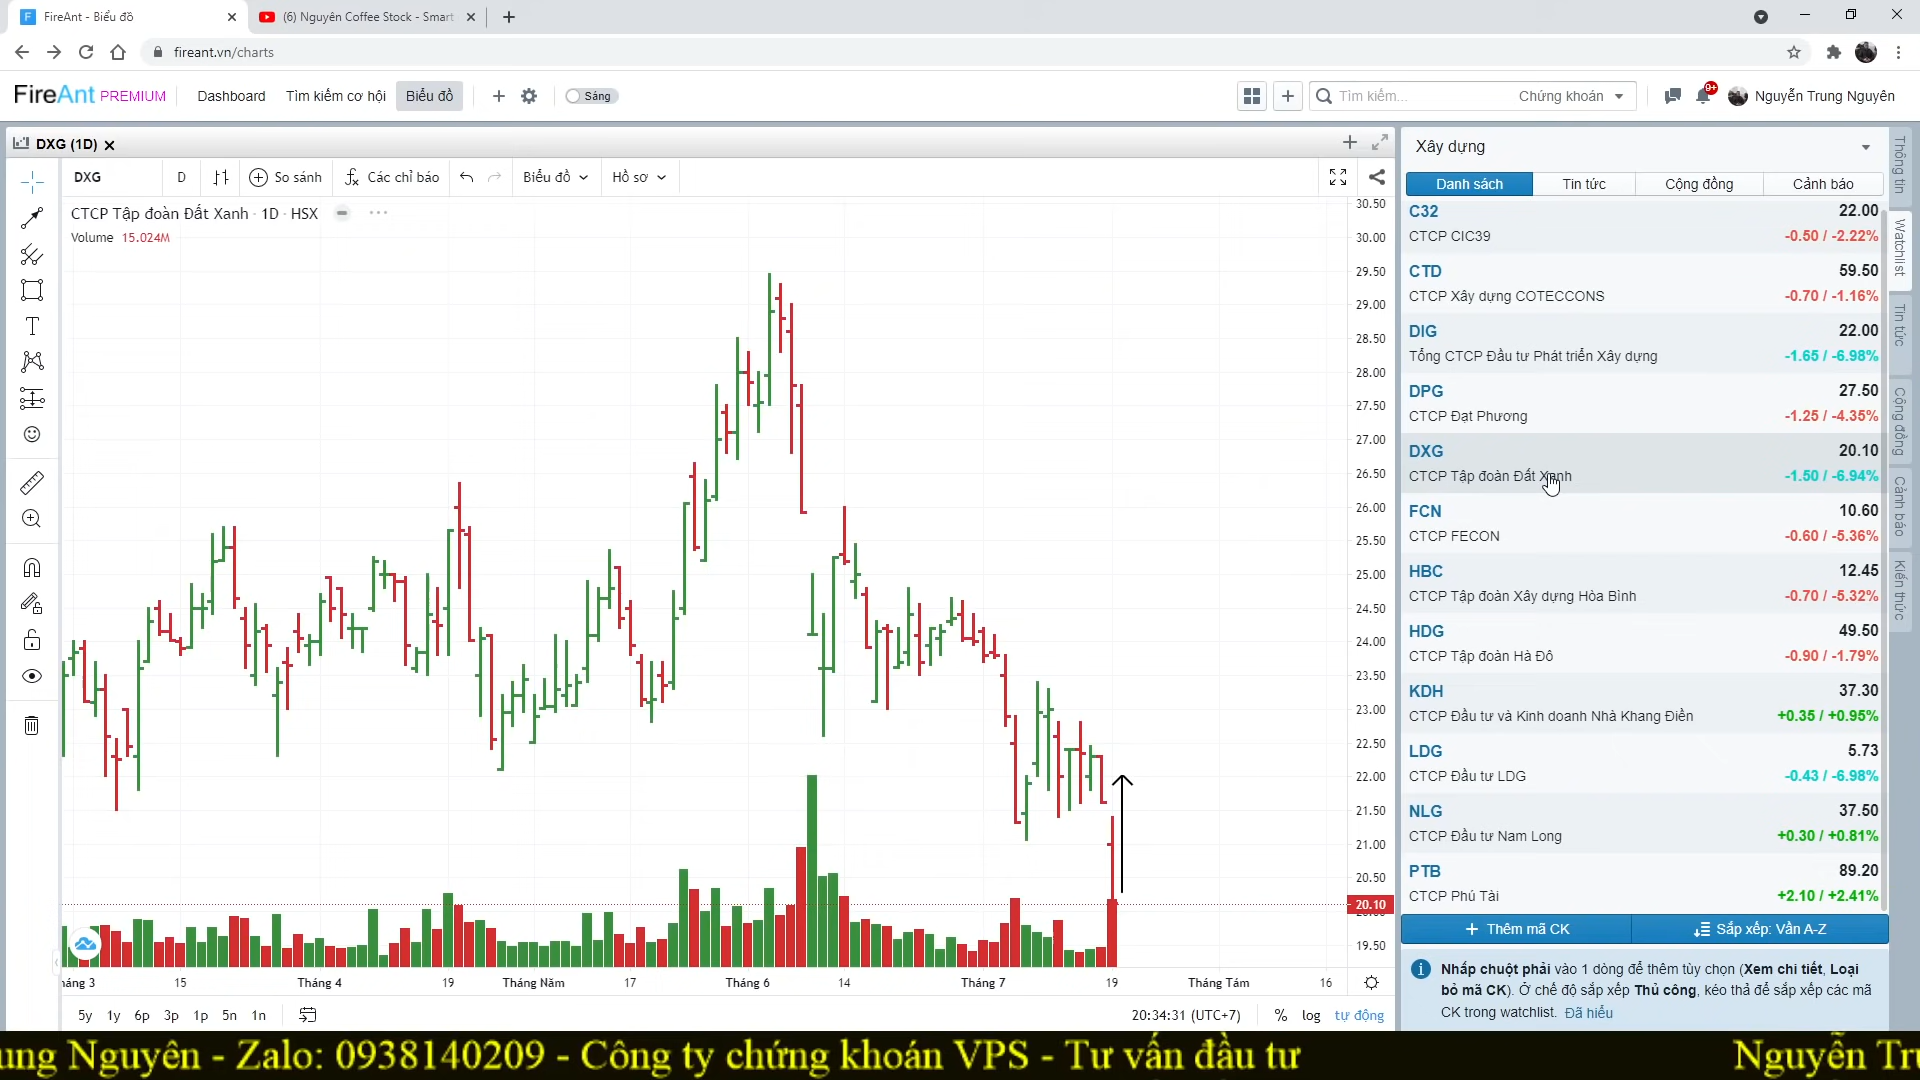 FireAnt - Biểu đồ
(6) Nguyên Coffee Stock - Smart
fireant.vn/charts
FireAnt PREMIUM
Dashboard
Tìm kiếm cơ hội
Biểu đồ
Sáng
Tìm kiếm...
Chứng khoán
9+
Nguyễn Trung Nguyên
DXG (1D)
DXG
D
So sánh
Các chỉ báo
Biểu đồ
Hồ sơ
CTCP Tập đoàn Đất Xanh · 1D · HSX
Volume 15.024M
30.50
30.00
29.50
29.00
28.50
28.00
27.50
27.00
26.50
26.00
25.50
25.00
24.50
24.00
23.50
23.00
22.50
22.00
21.50
21.00
20.50
20.10
19.50
15
Tháng 4
19
Tháng Năm
17
Tháng 6
14
Tháng 7
19
Tháng Tám
16
5y 1y 6p 3p 1p 5n 1n
20:34:31 (UTC+7)
% log tự động
Xây dựng
Danh sách
Tin tức
Cộng đồng
Cảnh báo
C32 22.00
CTCP CIC39 -0.50 / -2.22%
CTD 59.50
CTCP Xây dựng COTECCONS -0.70 / -1.16%
DIG 22.00
Tổng CTCP Đầu tư Phát triển Xây dựng -1.65 / -6.98%
DPG 27.50
CTCP Đạt Phương -1.25 / -4.35%
DXG 20.10
CTCP Tập đoàn Đất Xanh -1.50 / -6.94%
FCN 10.60
CTCP FECON -0.60 / -5.36%
HBC 12.45
CTCP Tập đoàn Xây dựng Hòa Bình -0.70 / -5.32%
HDG 49.50
CTCP Tập đoàn Hà Đô -0.90 / -1.79%
KDH 37.30
CTCP Đầu tư và Kinh doanh Nhà Khang Điền +0.35 / +0.95%
LDG 5.73
CTCP Đầu tư LDG -0.43 / -6.98%
NLG 37.50
CTCP Đầu tư Nam Long +0.30 / +0.81%
PTB 89.20
CTCP Phú Tài +2.10 / +2.41%
Thêm mã CK
Sắp xếp: Vần A-Z
Nhấp chuột phải vào 1 dòng để thêm tùy chọn (Xem chi tiết, Loại
bỏ mã CK). Ở chế độ sắp xếp Thủ công, kéo thả để sắp xếp các mã
CK trong watchlist. Đã hiểu
Thông tin
Watchlist
Tin tức
Cộng đồng
Cảnh báo
Kiến thức
ung Nguyên - Zalo: 0938140209 - Công ty chứng khoán VPS - Tư vấn đầu tư
Nguyễn Tru